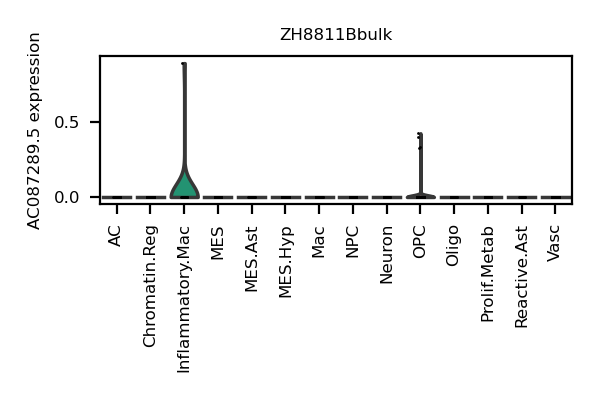 ZH8811Bbulk
AC087289.5 expression
0.5
0.0
AC
Chromatin.Reg
Inflammatory.Mac
MES
MES.Ast
MES.Hyp
Mac
NPC
Neuron
OPC
Oligo
Prolif.Metab
Reactive.Ast
Vasc